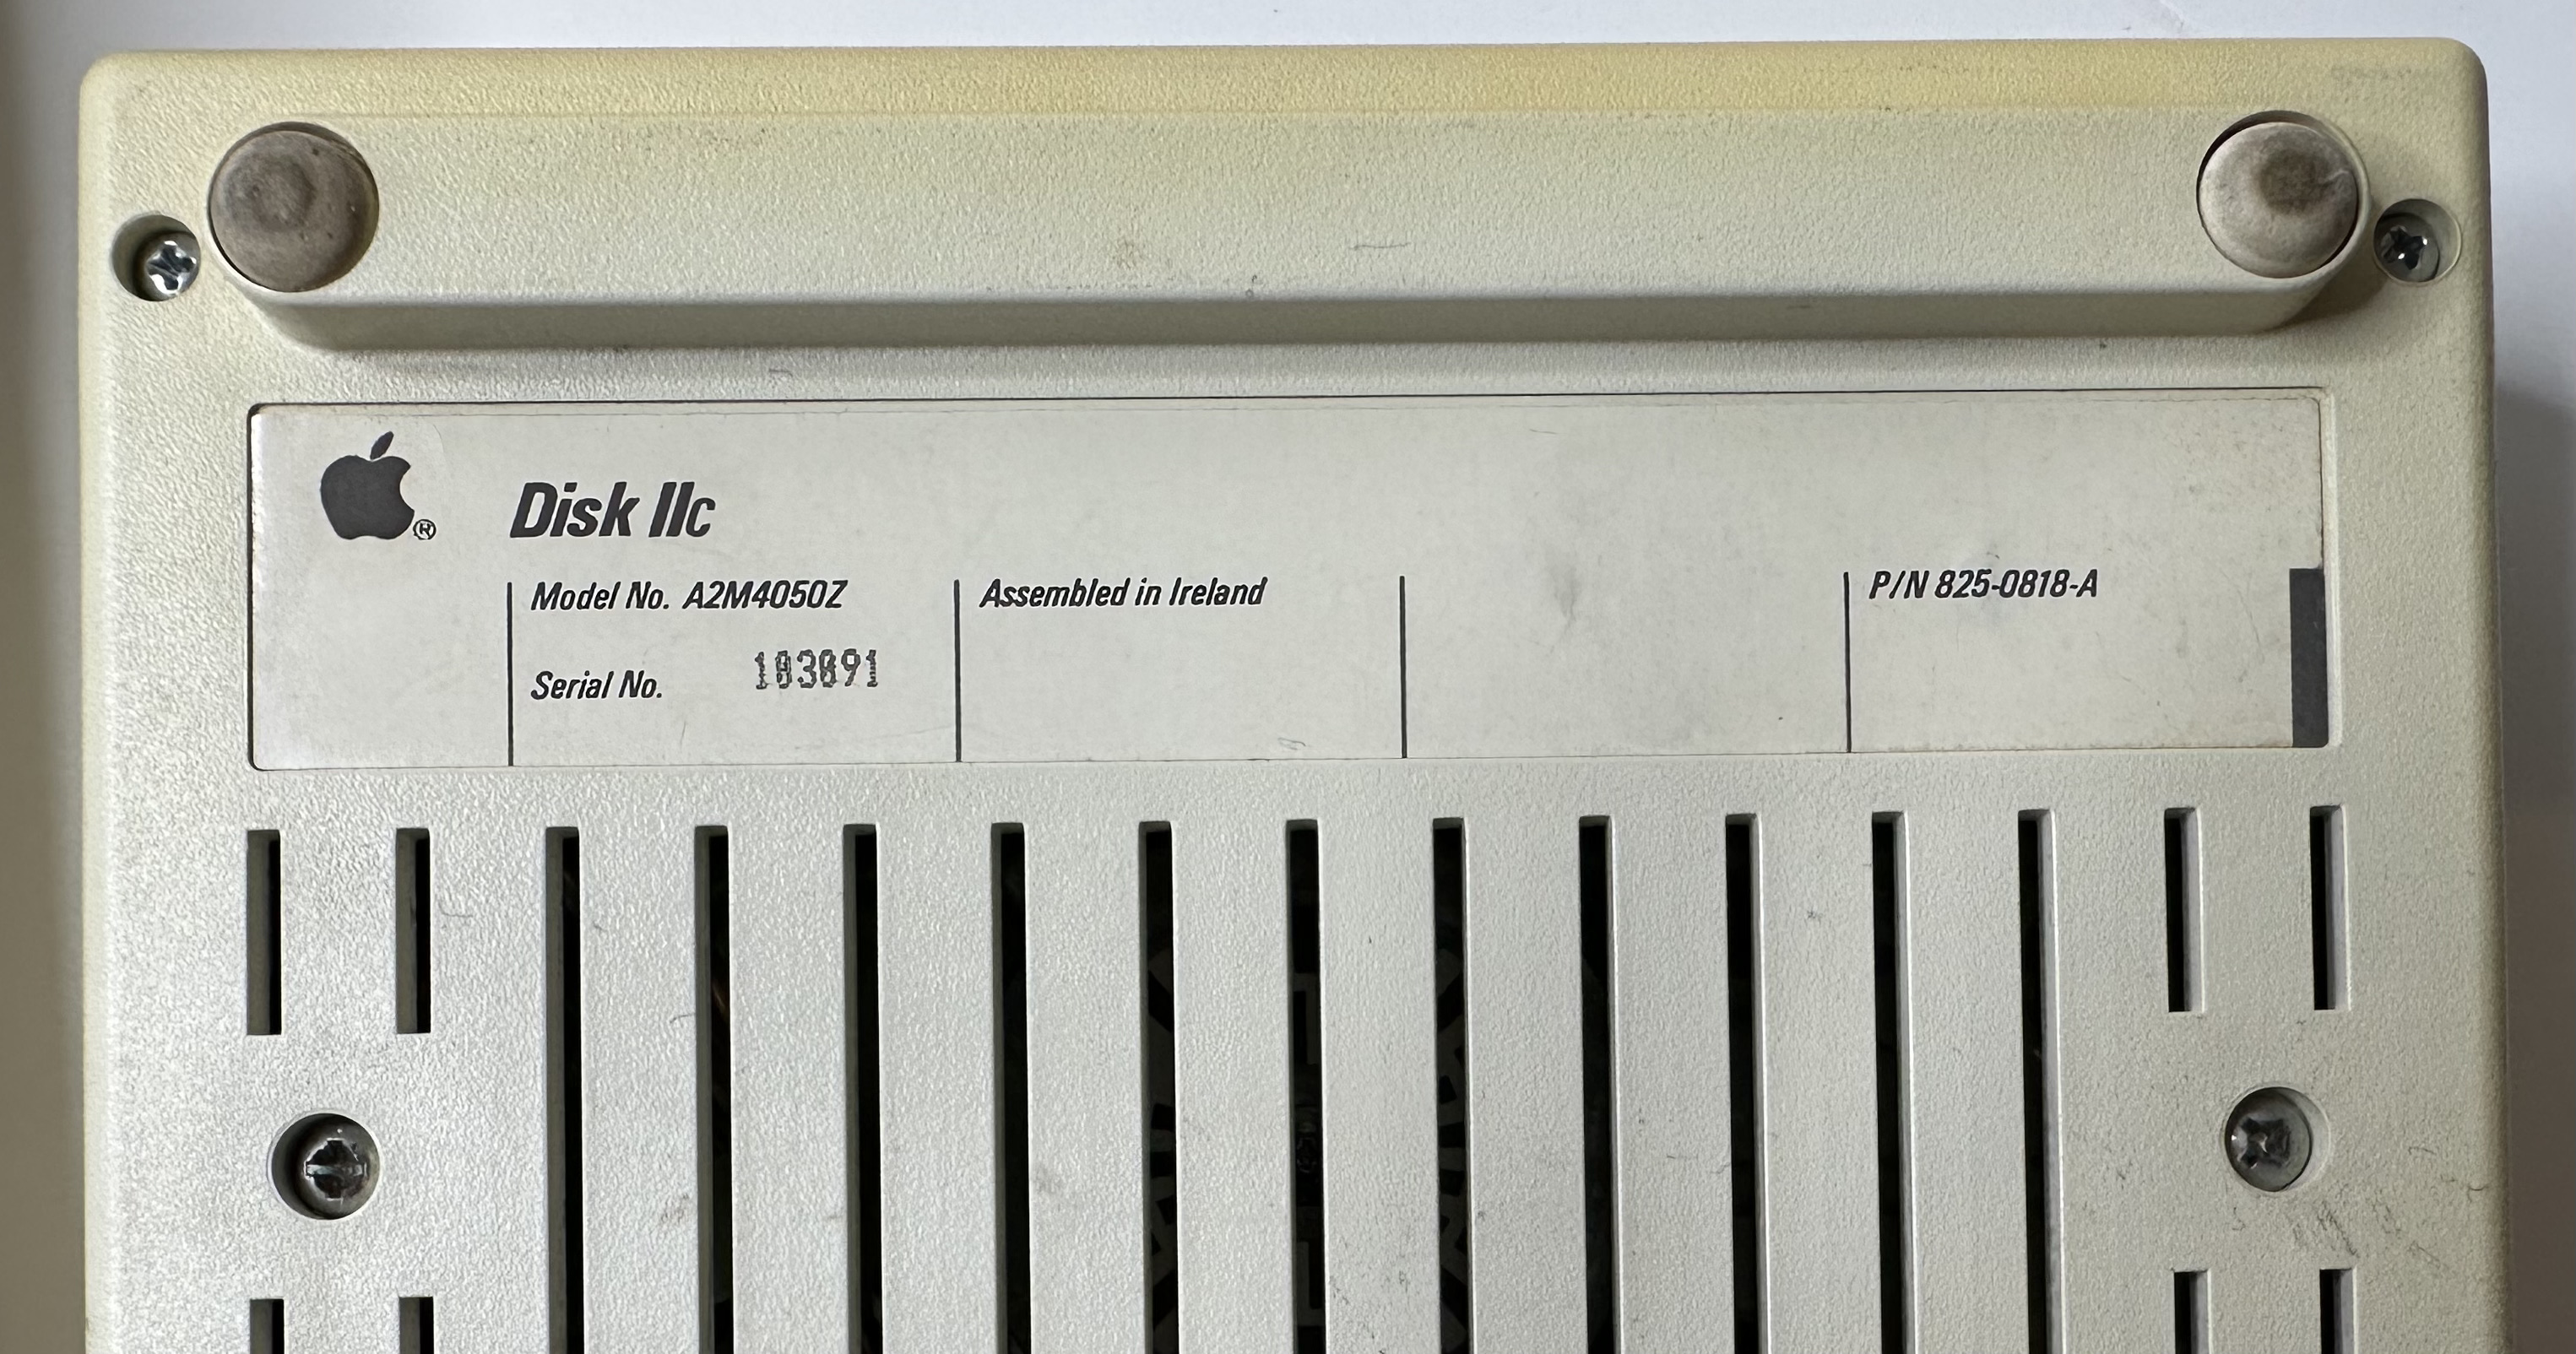 Disk IIc
Model No. A2M4050Z
Serial No. 103091
Assembled in Ireland
P/N 825-0818-A